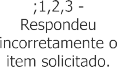 ;1,2,3 -
Respondeu
incorretamente o
item solicitado.